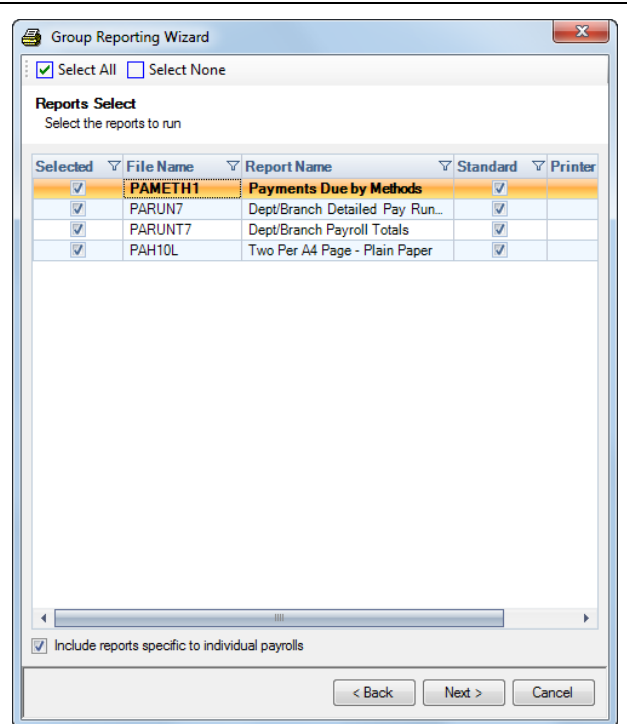 Group Reporting Wizard
Select All Select None
Reports Select
Select the reports to run
Selected File Name Report Name Standard Printer
PAMETH1 Payments Due by Methods
PARUN7 Dept/Branch Detailed Pay Run...
PARUNT7 Dept/Branch Payroll Totals
PAH10L Two Per A4 Page - Plain Paper
Include reports specific to individual payrolls
< Back Next > Cancel